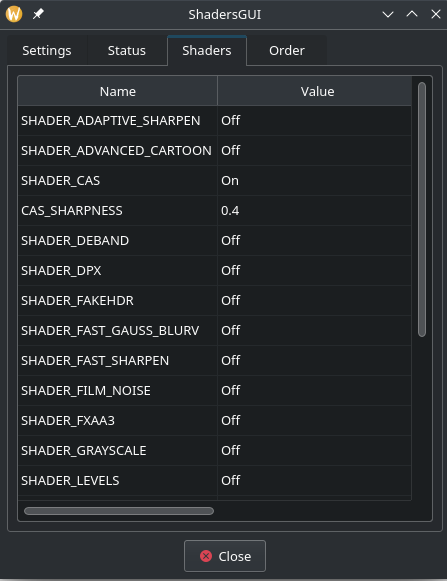 W
ShadersGUI
Settings Status Shaders Order
Name Value
SHADER_ADAPTIVE_SHARPEN Off
SHADER_ADVANCED_CARTOON Off
SHADER_CAS On
CAS_SHARPNESS 0.4
SHADER_DEBAND Off
SHADER_DPX Off
SHADER_FAKEHDR Off
SHADER_FAST_GAUSS_BLURV Off
SHADER_FAST_SHARPEN Off
SHADER_FILM_NOISE Off
SHADER_FXAA3 Off
SHADER_GRAYSCALE Off
SHADER_LEVELS Off
Close